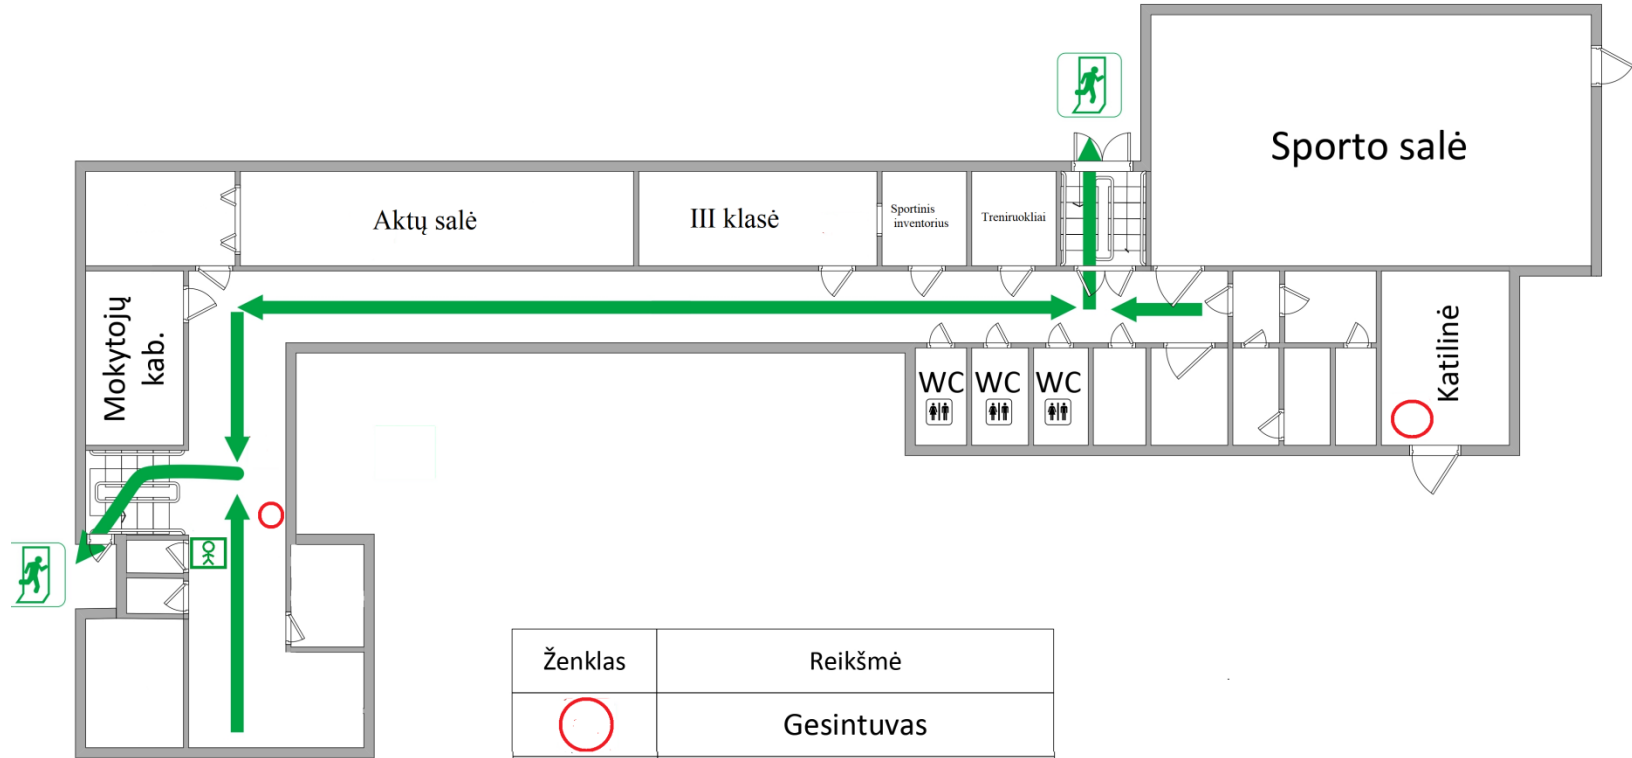 Sporto salė
Aktų salė
III klasė
Sportinis
inventorius
Treniruokliai
Mokytojų
kab.
WC
WC
WC
Katilinė
Ženklas
Reikšmė
Gesintuvas